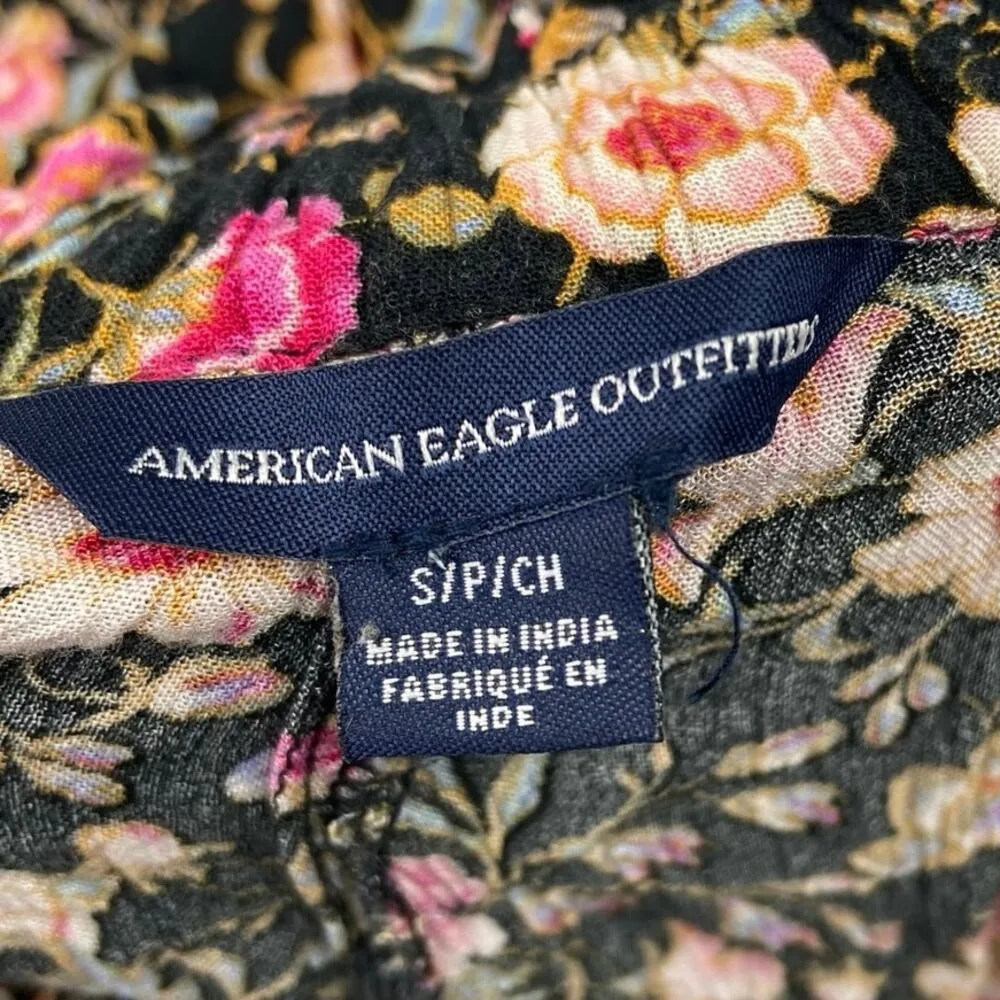 AMERICAN EAGLE OUTFITTERS
S/P/CH
MADE IN INDIA
FABRIQUÉ EN
INDE